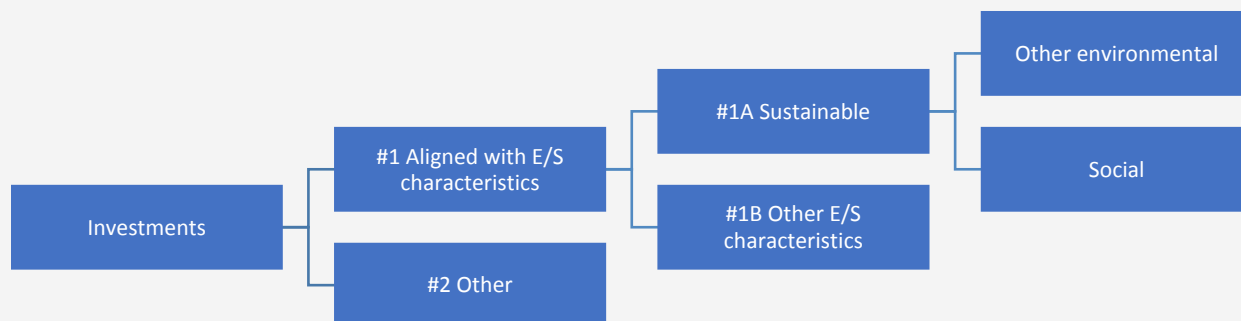 Investments
#1 Aligned with E/S
characteristics
#2 Other
#1A Sustainable
#1B Other E/S
characteristics
Other environmental
Social